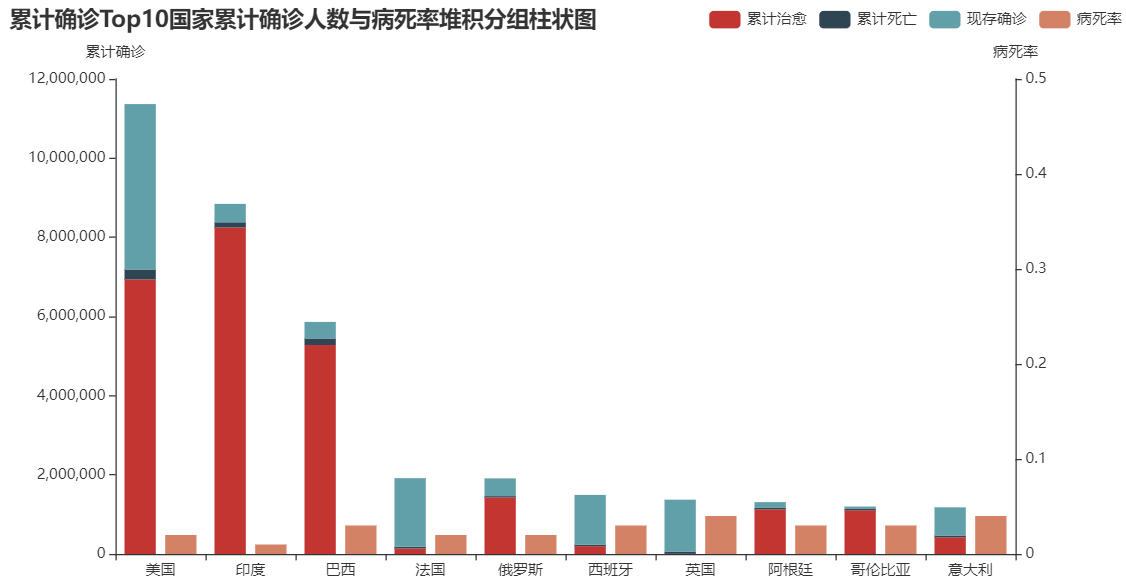 累计确诊Top10国家累计确诊人数与病死率堆积分组柱状图
累计治愈 累计死亡 现存确诊 病死率
累计确诊 病死率
12,000,000 0.5
10,000,000
0.4
8,000,000
0.3
6,000,000
0.2
4,000,000
0.1
2,000,000
0 0
美国 印度 巴西 法国 俄罗斯 西班牙 英国 阿根廷 哥伦比亚 意大利